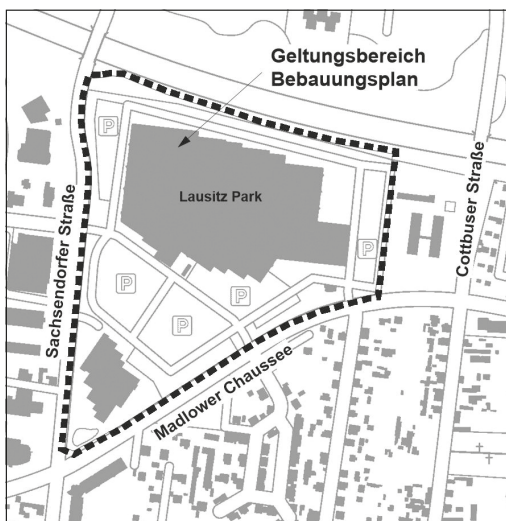 Geltungsbereich
Bebauungsplan
P
Lausitz Park
Sachsendorfer Straße
Cottbuser Straße
P
P
P
P
Madlower Chaussee